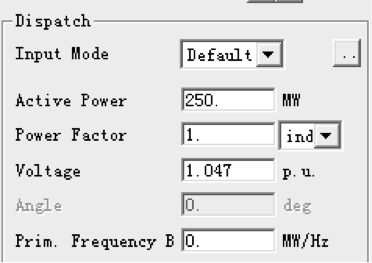 Dispatch
Input Mode Default ..
Active Power 250. MW
Power Factor 1. ind
Voltage 1.047 p.u.
Angle 0. deg
Prim. Frequency B 0. MW/Hz